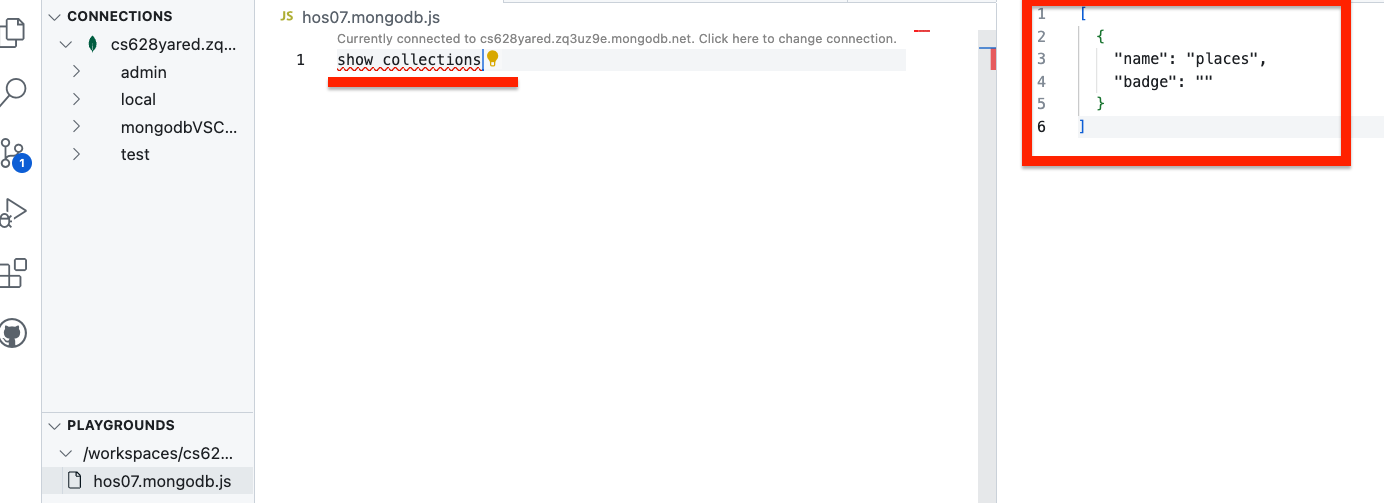 CONNECTIONS
cs628yared.zq...
admin
local
mongodbVSC...
test
1
PLAYGROUNDS
/workspaces/cs62...
hos07.mongodb.js
JS hos07.mongodb.js
Currently connected to cs628yared.zq3uz9e.mongodb.net. Click here to change connection.
1 show collections
1 [
2 {
3 "name": "places",
4 "badge": ""
5 }
6 ]